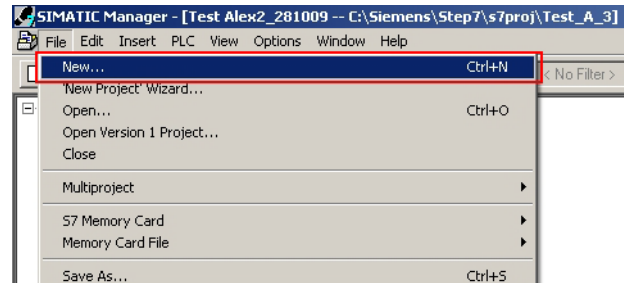 SIMATIC Manager - [Test Alex2_281009 -- C:\Siemens\Step7\s7proj\Test_A_3]
File Edit Insert PLC View Options Window Help
New... Ctrl+N
< No Filter >
'New Project' Wizard...
Open... Ctrl+O
Open Version 1 Project...
Close
Multiproject
S7 Memory Card
Memory Card File
Save As... Ctrl+S